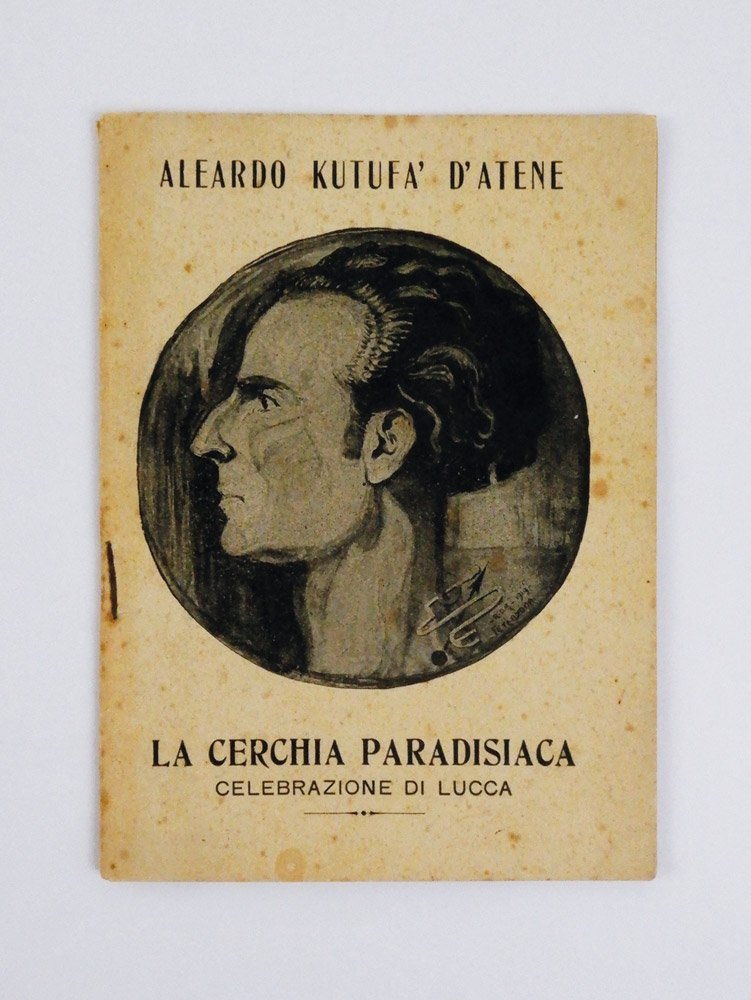 ALEARDO KUTUFA' D'ATENE
LA CERCHIA PARADISIACA
CELEBRAZIONE DI LUCCA